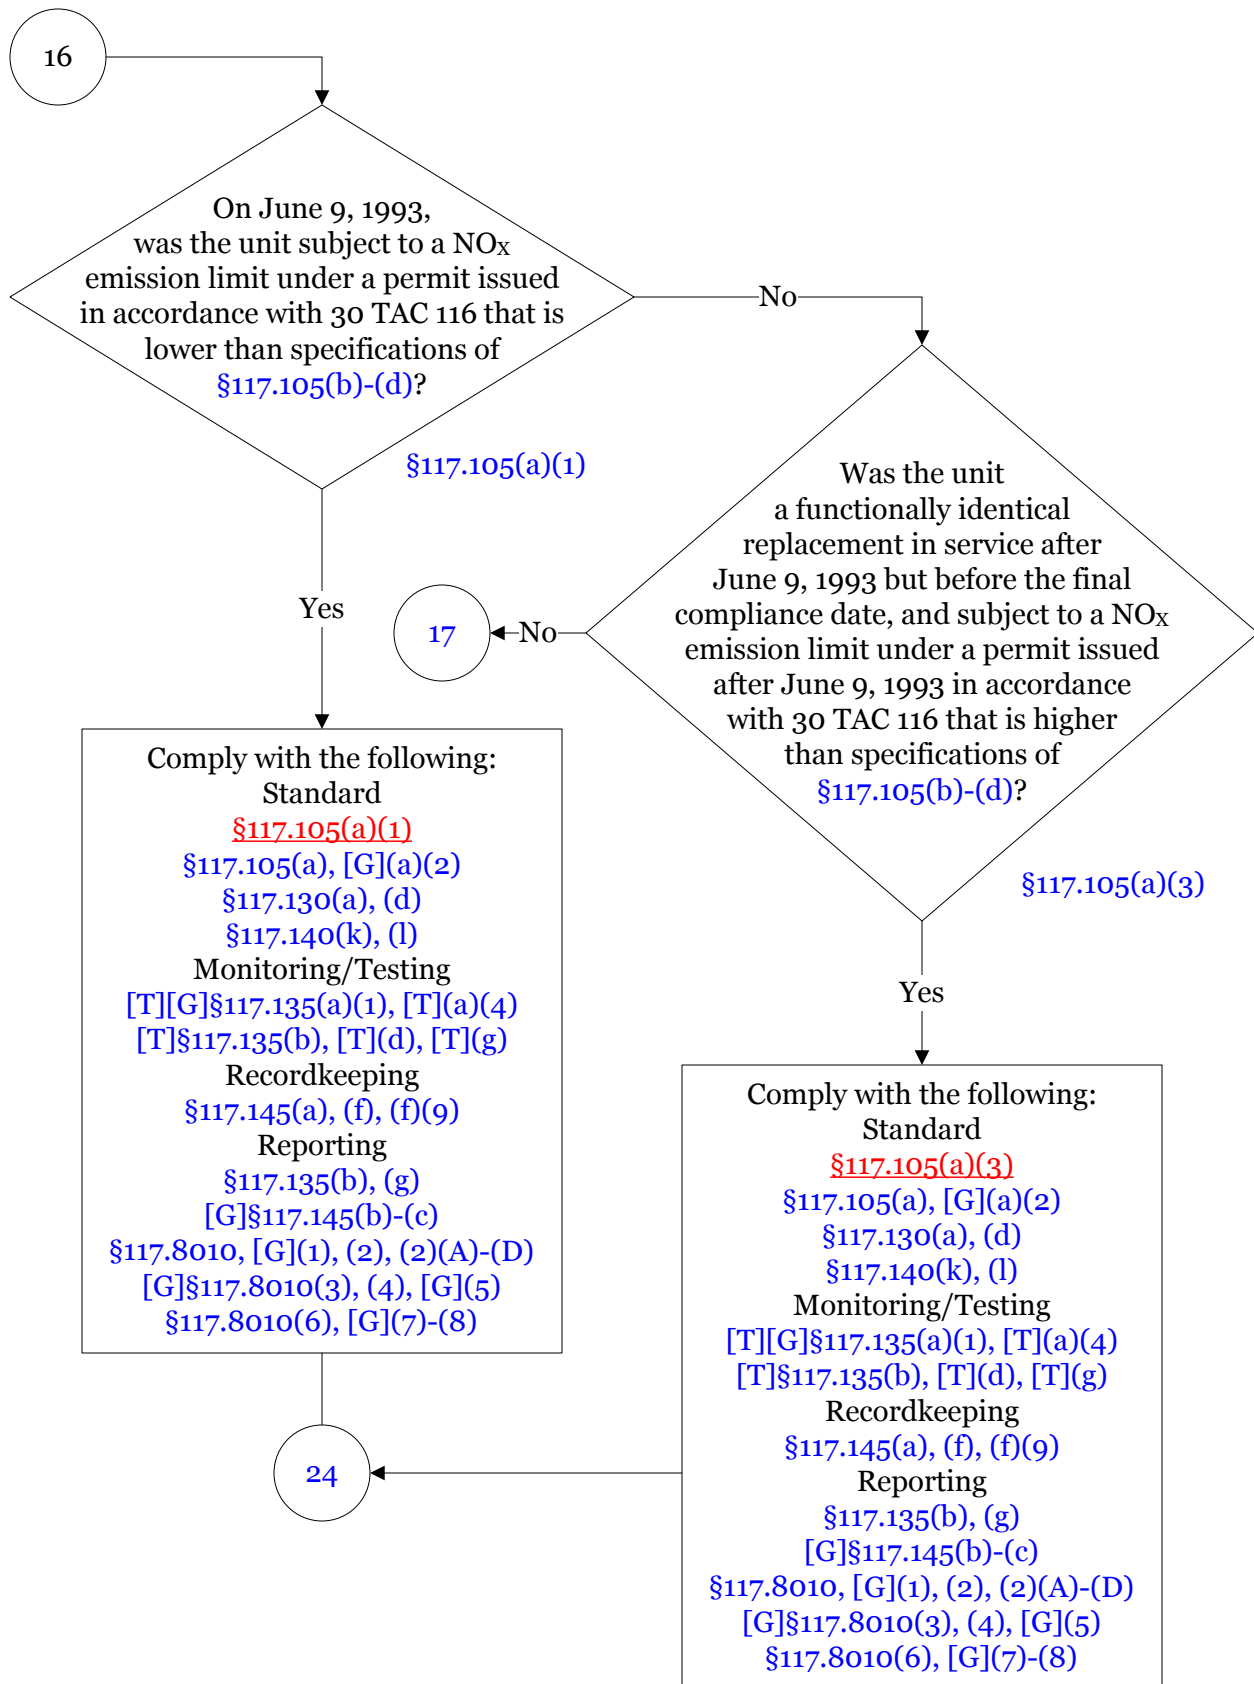 16
On June 9, 1993,
was the unit subject to a NOx
emission limit under a permit issued
in accordance with 30 TAC 116 that is
lower than specifications of
§117.105(b)-(d)?
§117.105(a)(1)
No
Was the unit
a functionally identical
replacement in service after
June 9, 1993 but before the final
compliance date, and subject to a NOx
emission limit under a permit issued
after June 9, 1993 in accordance
with 30 TAC 116 that is higher
than specifications of
§117.105(b)-(d)?
§117.105(a)(3)
No
17
Yes
Comply with the following:
Standard
§117.105(a)(1)
§117.105(a), [G](a)(2)
§117.130(a), (d)
§117.140(k), (l)
Monitoring/Testing
[T][G]§117.135(a)(1), [T](a)(4)
[T]§117.135(b), [T](d), [T](g)
Recordkeeping
§117.145(a), (f), (f)(9)
Reporting
§117.135(b), (g)
[G]§117.145(b)-(c)
§117.8010, [G](1), (2), (2)(A)-(D)
[G]§117.8010(3), (4), [G](5)
§117.8010(6), [G](7)-(8)
Yes
Comply with the following:
Standard
§117.105(a)(3)
§117.105(a), [G](a)(2)
§117.130(a), (d)
§117.140(k), (l)
Monitoring/Testing
[T][G]§117.135(a)(1), [T](a)(4)
[T]§117.135(b), [T](d), [T](g)
Recordkeeping
§117.145(a), (f), (f)(9)
Reporting
§117.135(b), (g)
[G]§117.145(b)-(c)
§117.8010, [G](1), (2), (2)(A)-(D)
[G]§117.8010(3), (4), [G](5)
§117.8010(6), [G](7)-(8)
24